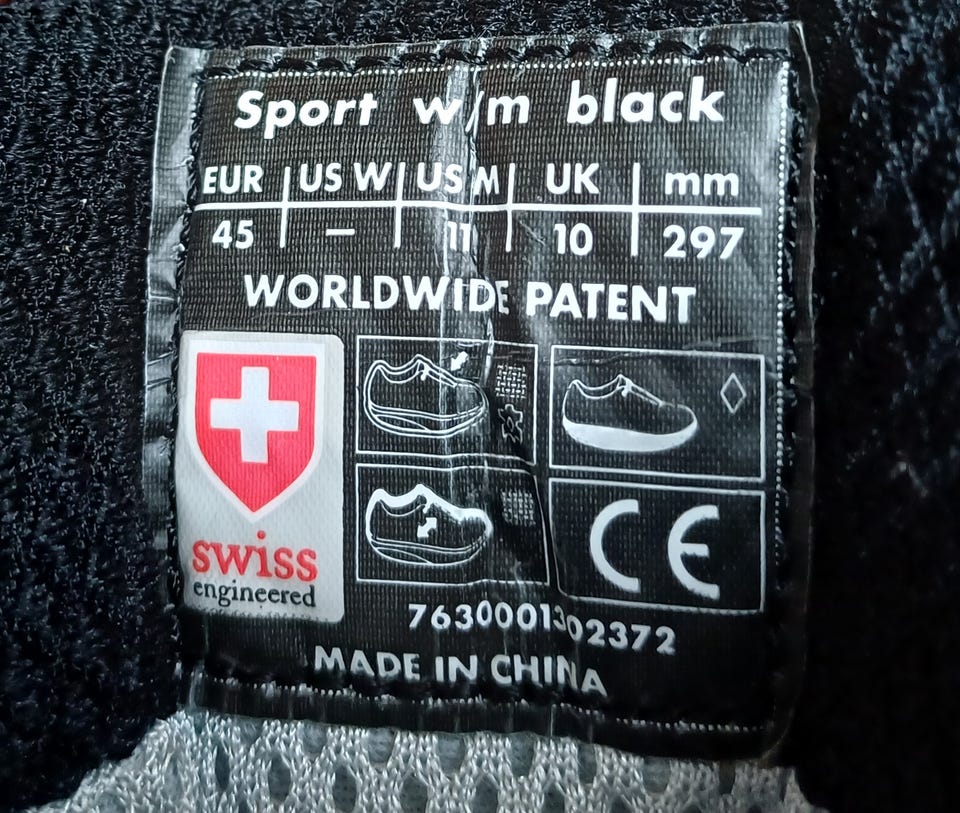 Sport w/m black
EUR | US W | US M | UK | mm
45 | – | 11 | 10 | 297
WORLDWIDE PATENT
swiss
engineered
CE
7630001302372
MADE IN CHINA